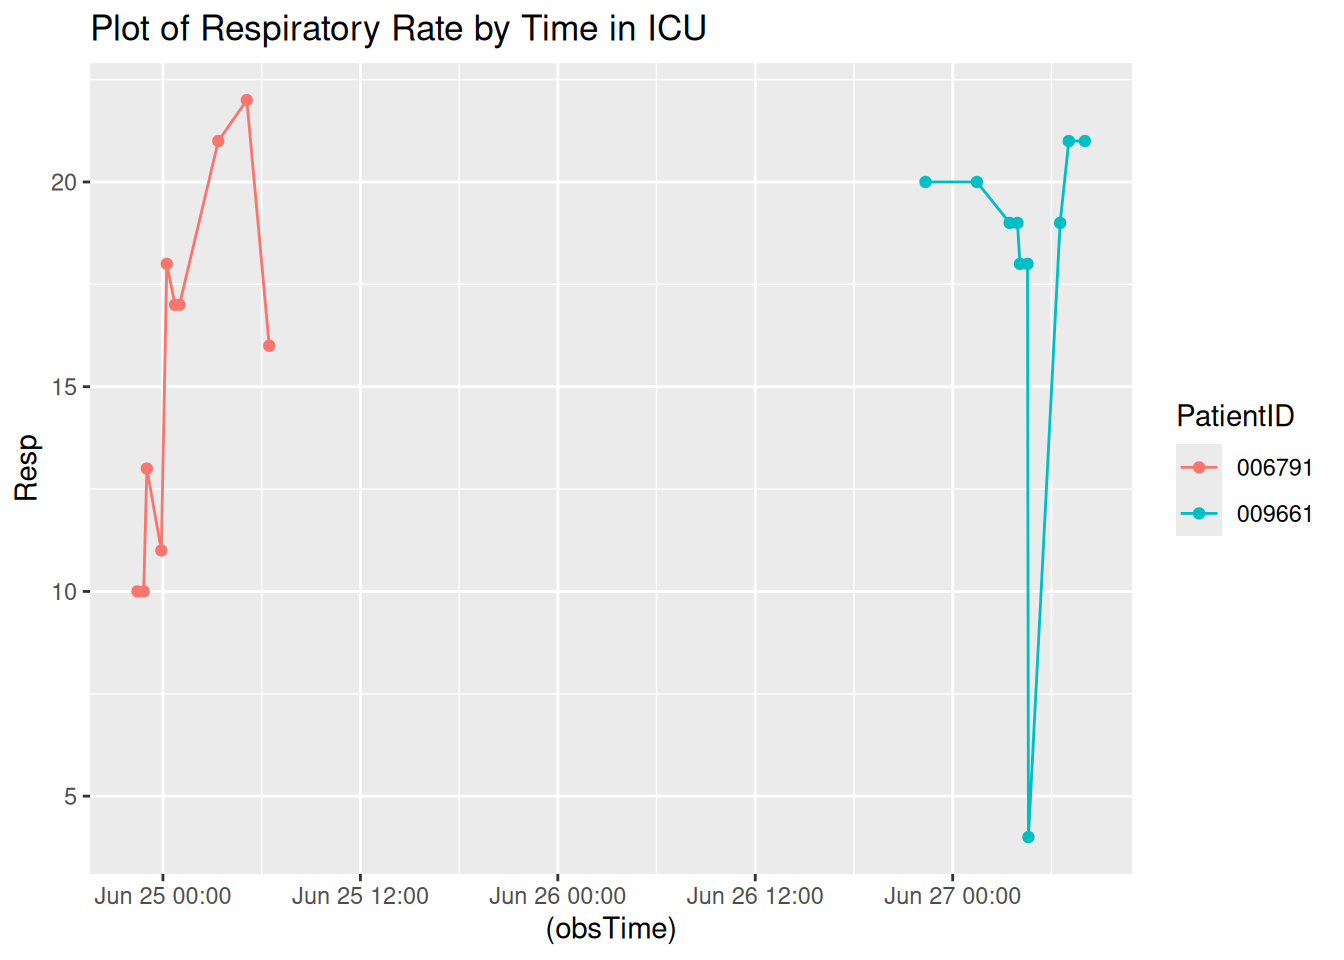 Plot of Respiratory Rate by Time in ICU
20
15
10
5
Resp
Jun 25 00:00
Jun 25 12:00
Jun 26 00:00
Jun 26 12:00
Jun 27 00:00
(obsTime)
PatientID
006791
009661